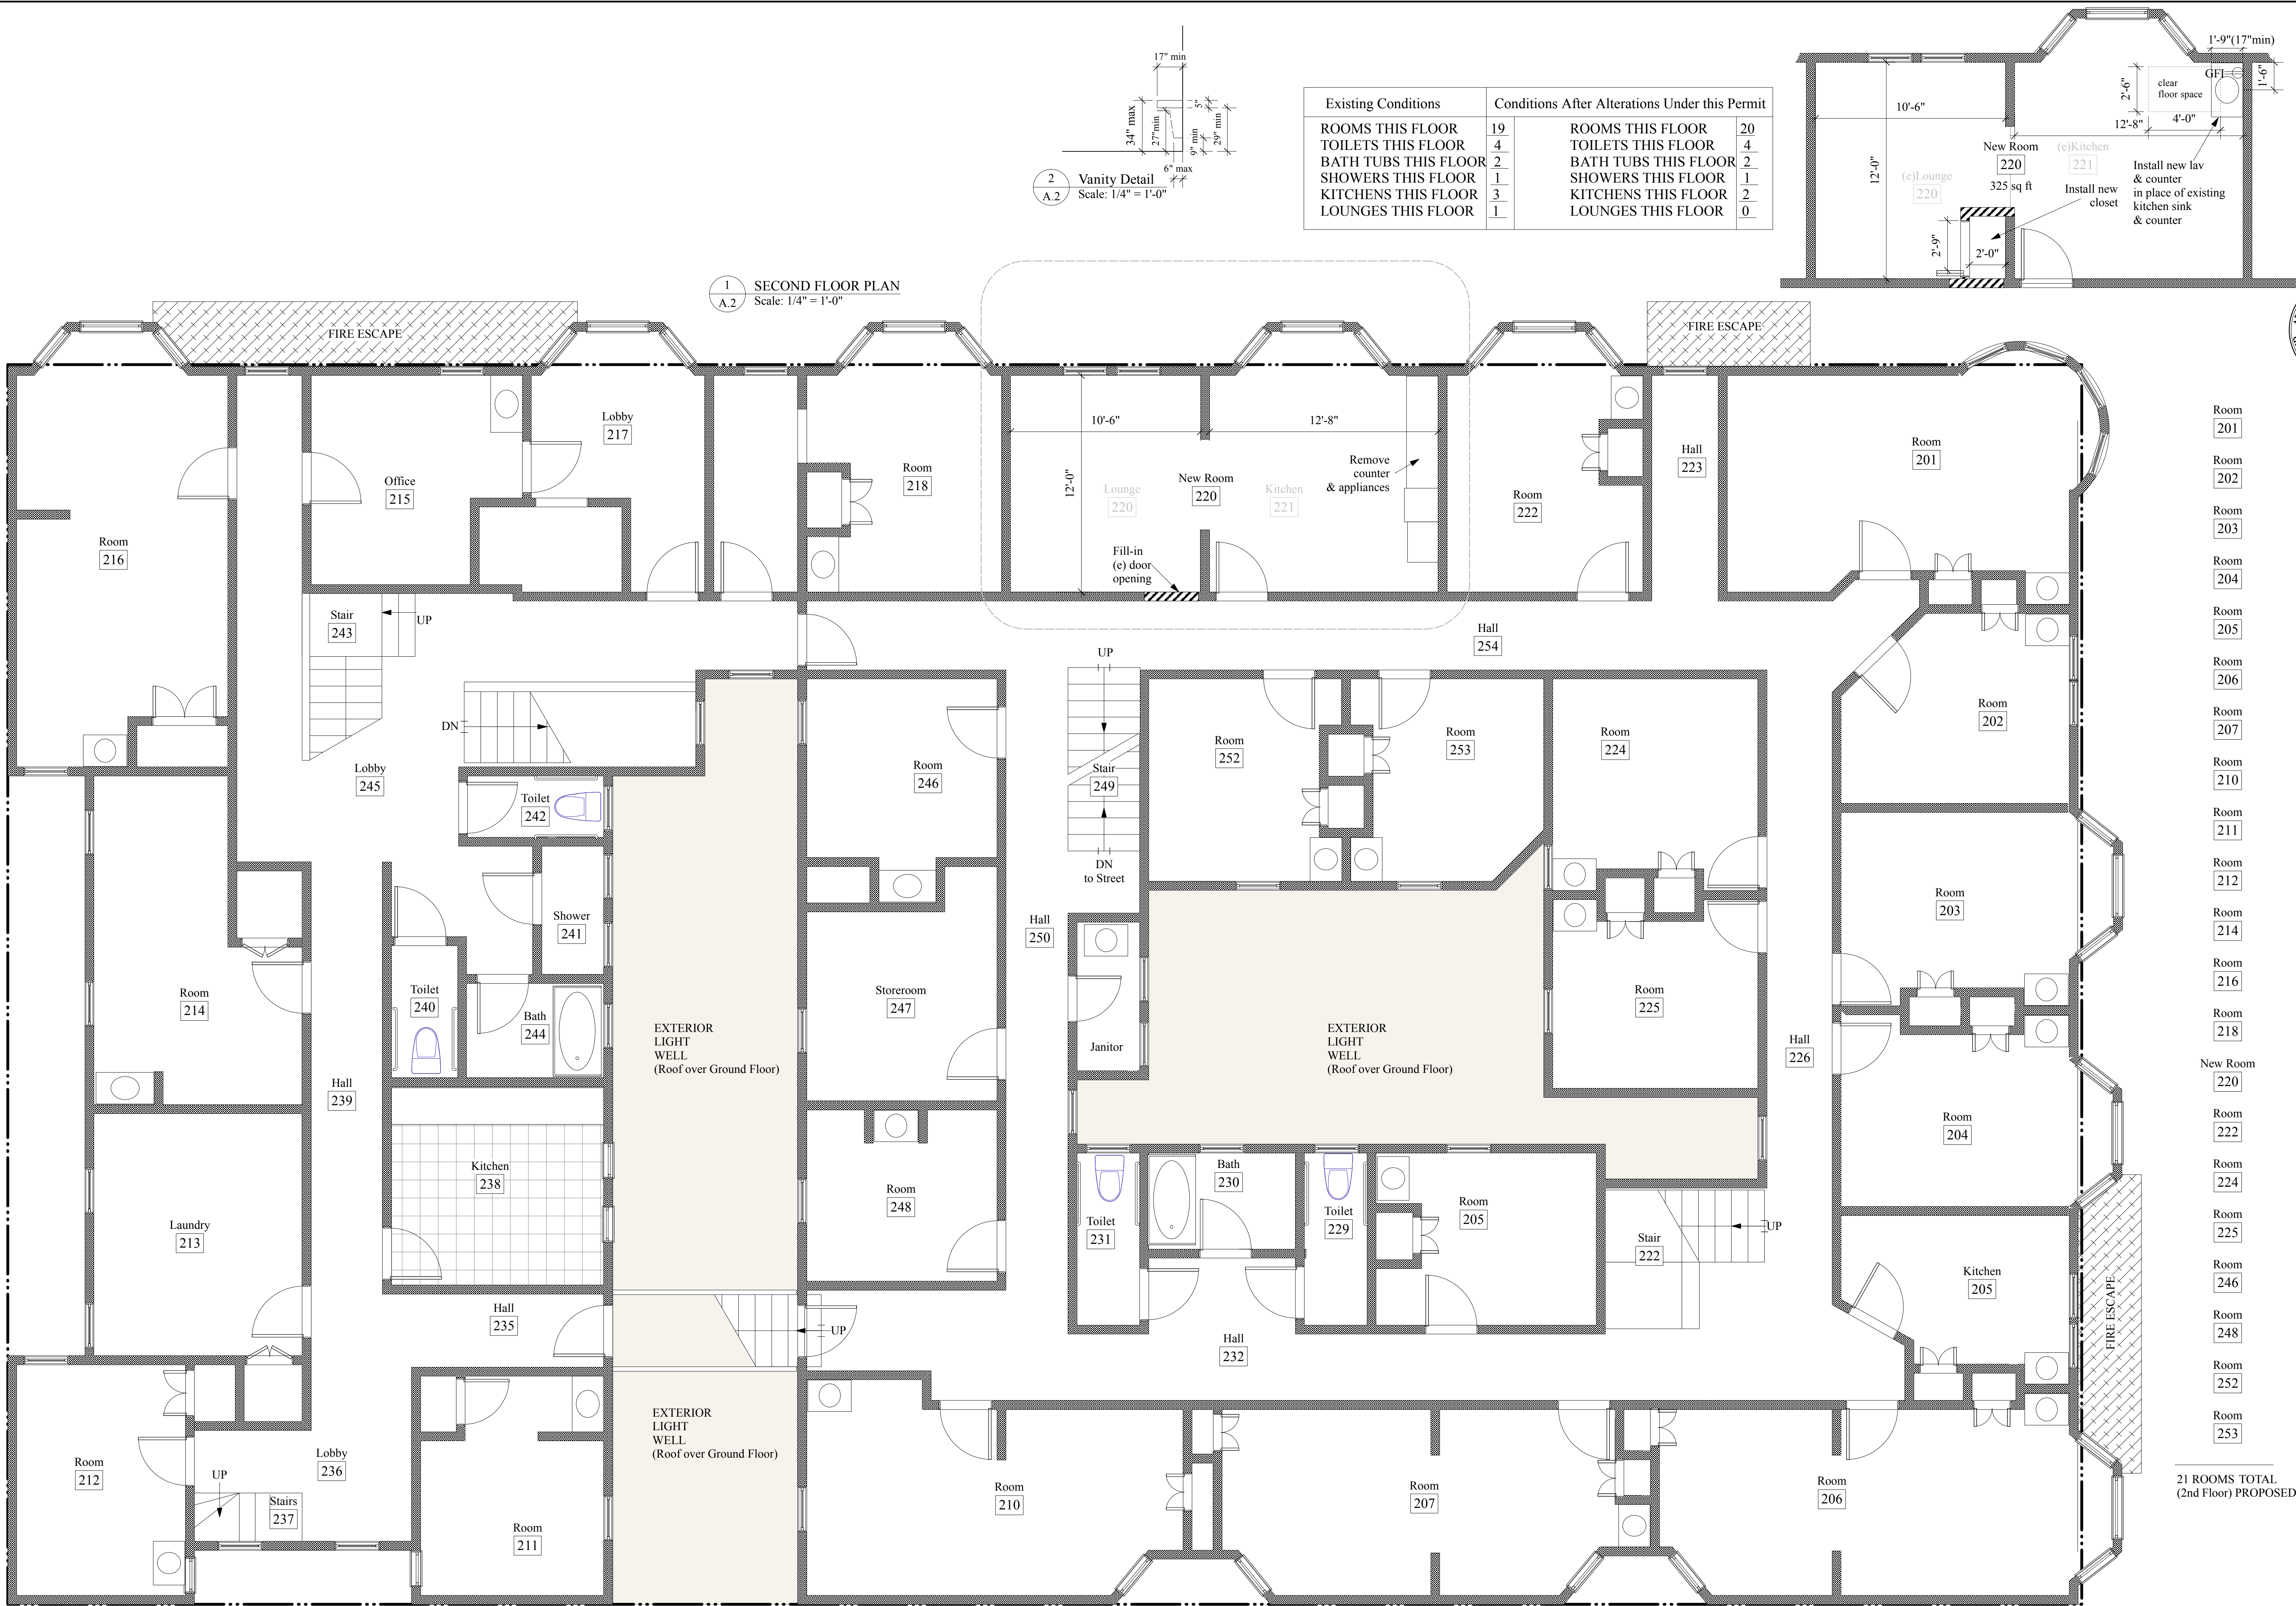 17" min
34" max
27"min
5"
9" min
29" min
6" max
2
A.2
Vanity Detail
Scale: 1/4" = 1'-0"
Existing Conditions
Conditions After Alterations Under this Permit
ROOMS THIS FLOOR 19 ROOMS THIS FLOOR 20
TOILETS THIS FLOOR 4 TOILETS THIS FLOOR 4
BATH TUBS THIS FLOOR 2 BATH TUBS THIS FLOOR 2
SHOWERS THIS FLOOR 1 SHOWERS THIS FLOOR 1
KITCHENS THIS FLOOR 3 KITCHENS THIS FLOOR 2
LOUNGES THIS FLOOR 1 LOUNGES THIS FLOOR 0
1'-9"(17"min)
GFI
1'-6"
2'-6"
clear
floor space
10'-6"
12'-8"
4'-0"
12'-0"
New Room
220
325 sq ft
(e)Kitchen
221
(e)Lounge
220
Install new
closet
Install new lav
& counter
in place of existing
kitchen sink
& counter
2'-9"
2'-0"
1
A.2
SECOND FLOOR PLAN
Scale: 1/4" = 1'-0"
FIRE ESCAPE
FIRE ESCAPE
Lobby
217
Office
215
Room
216
Room
218
10'-6"
12'-8"
12'-0"
Lounge
220
New Room
220
Kitchen
221
Remove
counter
& appliances
Fill-in
(e) door
opening
Room
222
Hall
223
Room
201
Stair
243
UP
Hall
254
UP
DN
Lobby
245
Toilet
242
Room
246
Stair
249
DN
to Street
Room
252
Room
253
Room
224
Room
202
Shower
241
Hall
250
Room
203
Room
214
Toilet
240
Bath
244
Storeroom
247
Janitor
EXTERIOR
LIGHT
WELL
(Roof over Ground Floor)
EXTERIOR
LIGHT
WELL
(Roof over Ground Floor)
Room
225
Hall
226
Hall
239
Room
204
Kitchen
238
Laundry
213
Room
248
Toilet
231
Bath
230
Toilet
229
Room
205
Stair
222
UP
Kitchen
205
FIRE ESCAPE
Hall
235
UP
Hall
232
EXTERIOR
LIGHT
WELL
(Roof over Ground Floor)
Room
212
Lobby
236
UP
Stairs
237
Room
211
Room
210
Room
207
Room
206
Room
201
Room
202
Room
203
Room
204
Room
205
Room
206
Room
207
Room
210
Room
211
Room
212
Room
214
Room
216
Room
218
New Room
220
Room
222
Room
224
Room
225
Room
246
Room
248
Room
252
Room
253
21 ROOMS TOTAL
(2nd Floor) PROPOSED